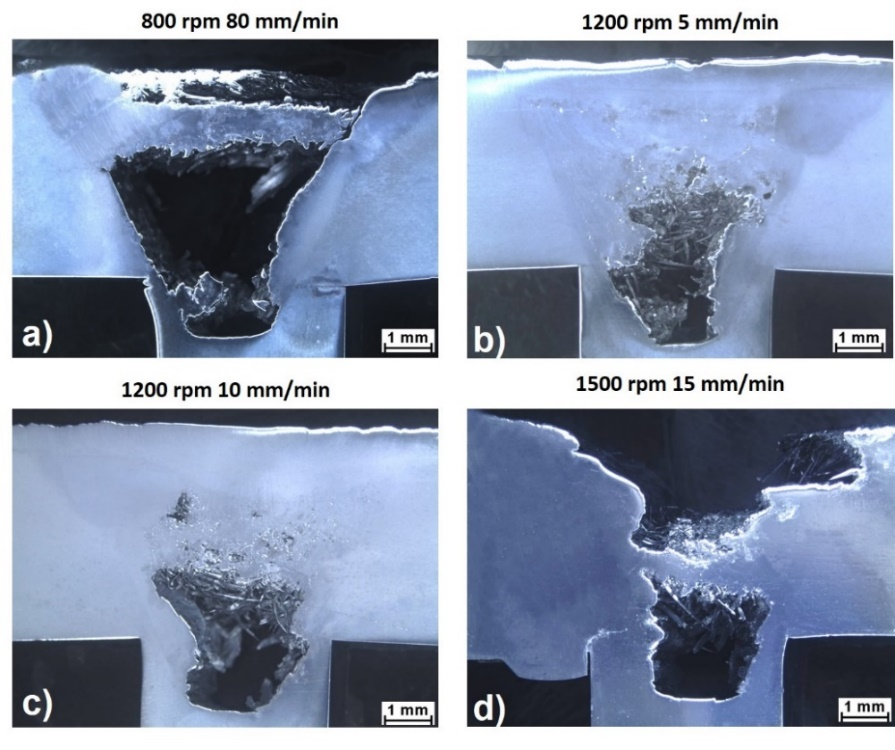 800 rpm 80 mm/min
1200 rpm 5 mm/min
a)
1 mm
b)
1 mm
1200 rpm 10 mm/min
1500 rpm 15 mm/min
c)
1 mm
d)
1 mm